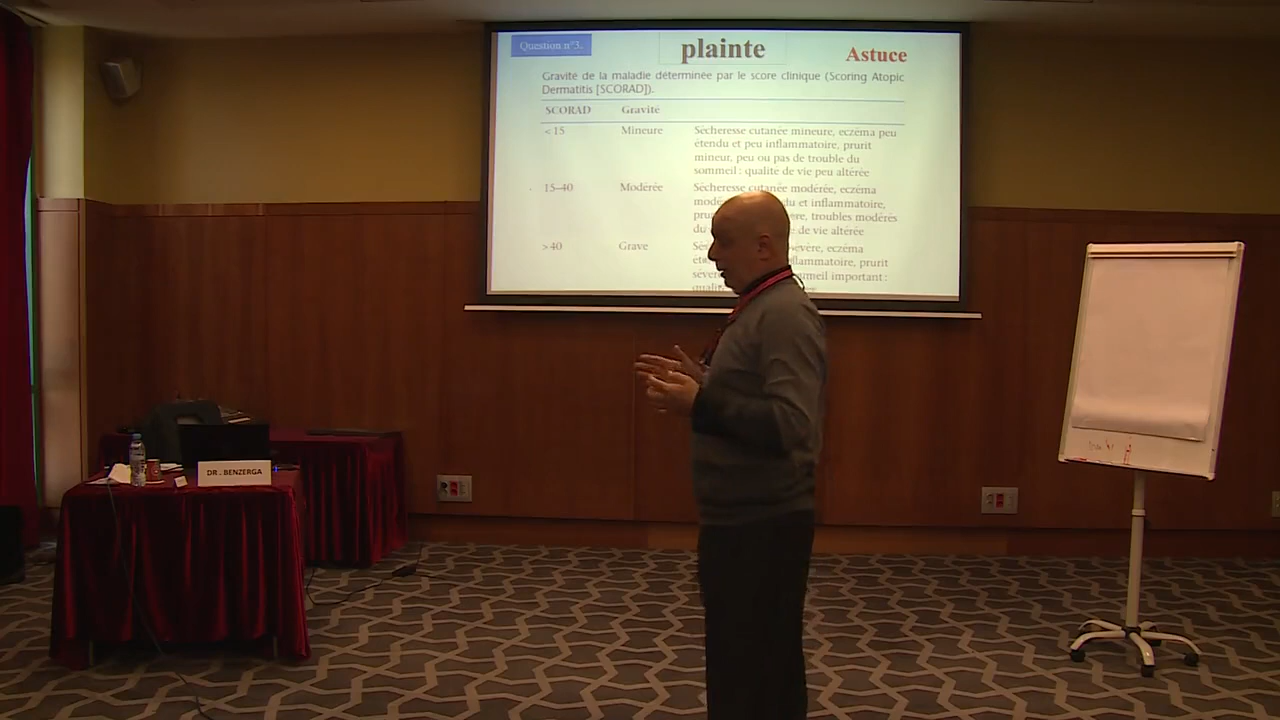 Question n°3.
plainte
Astuce
Gravité de la maladie déterminée par le score clinique (Scoring Atopic
Dermatitis [SCORAD]).
SCORAD Gravité
<15 Mineure Sécheresse cutanée mineure, eczéma peu
étendu et peu inflammatoire, prurit
mineur, peu ou pas de trouble du
sommeil : qualité de vie peu altérée
15–40 Modérée Sécheresse cutanée modérée, eczéma
et inflammatoire,
troubles modérés
du de vie altérée
>40 Grave eczéma
prurit
important :
DR . BENZERGA